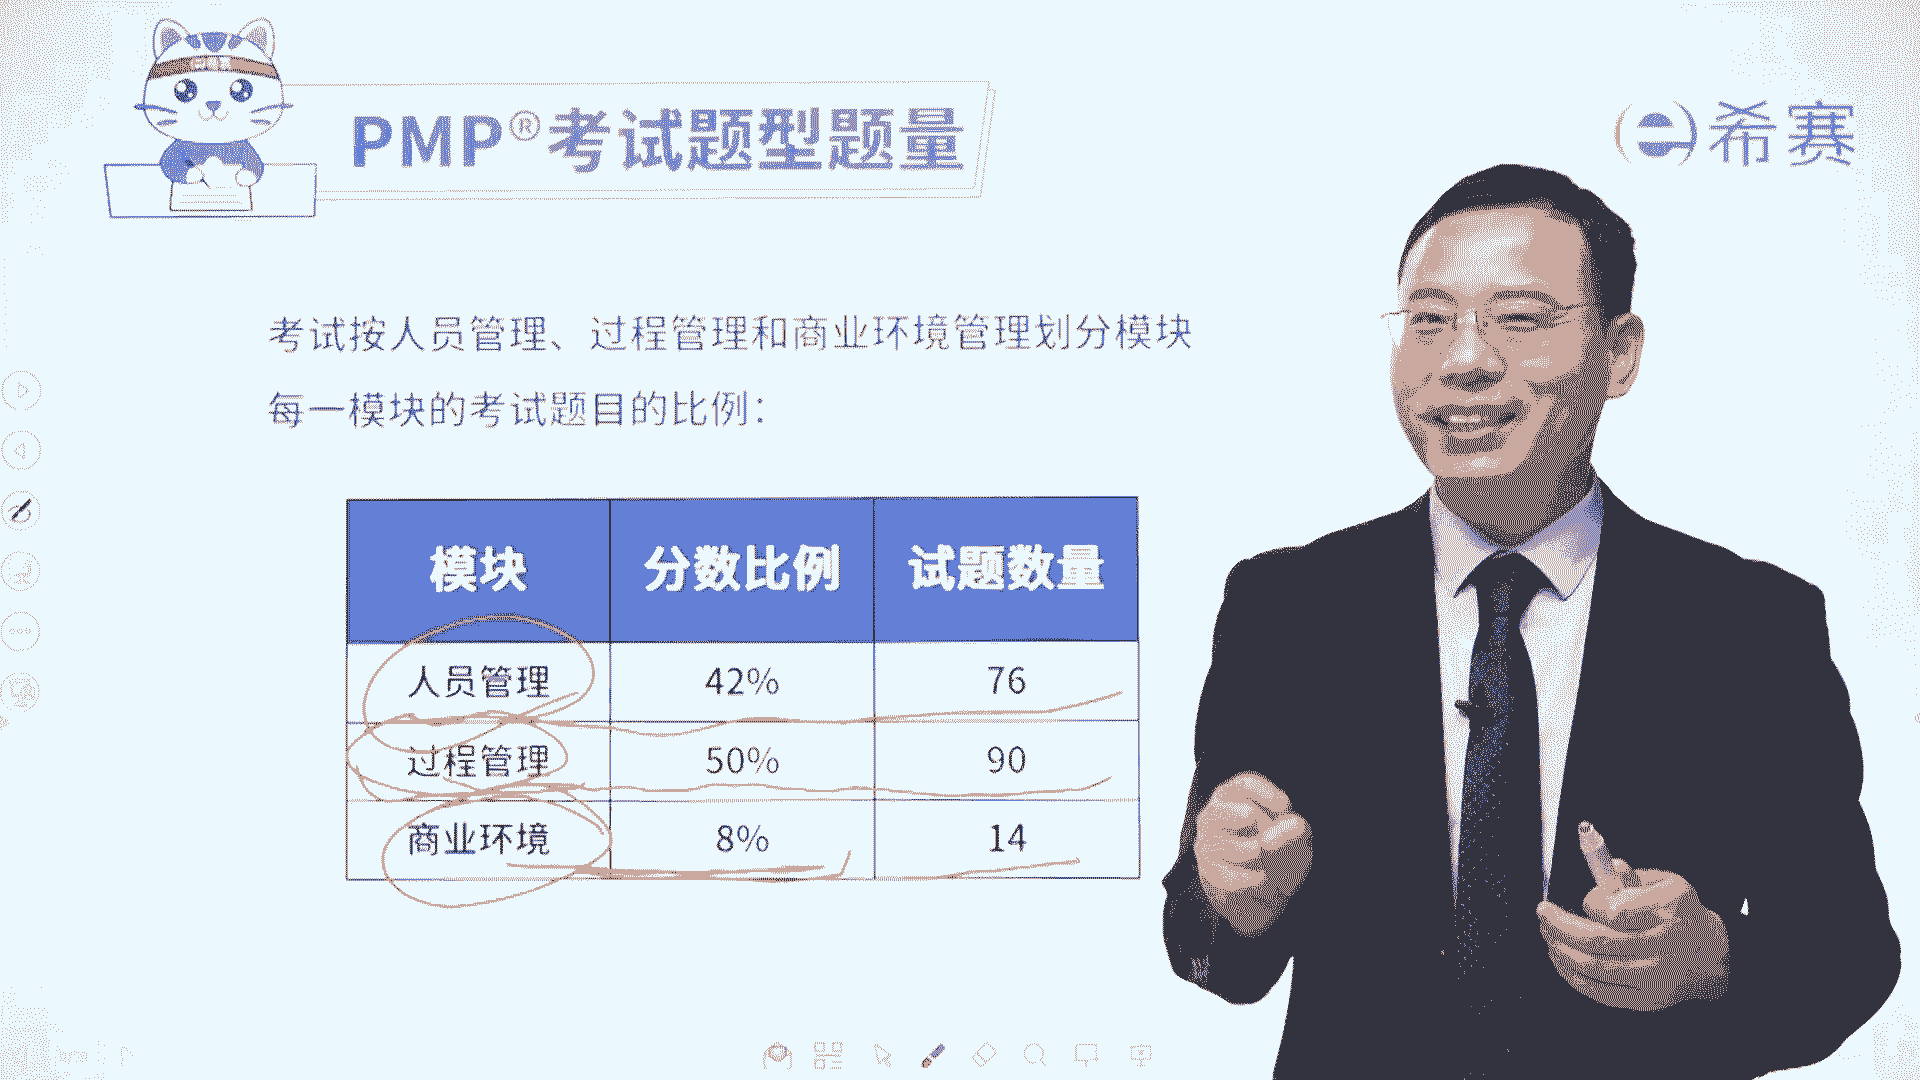 PMP®考试题型题量
希赛
考试按人员管理、过程管理和商业环境管理划分模块
每一模块的考试题目的比例：
模块 分数比例 试题数量
人员管理 42% 76
过程管理 50% 90
商业环境 8% 14